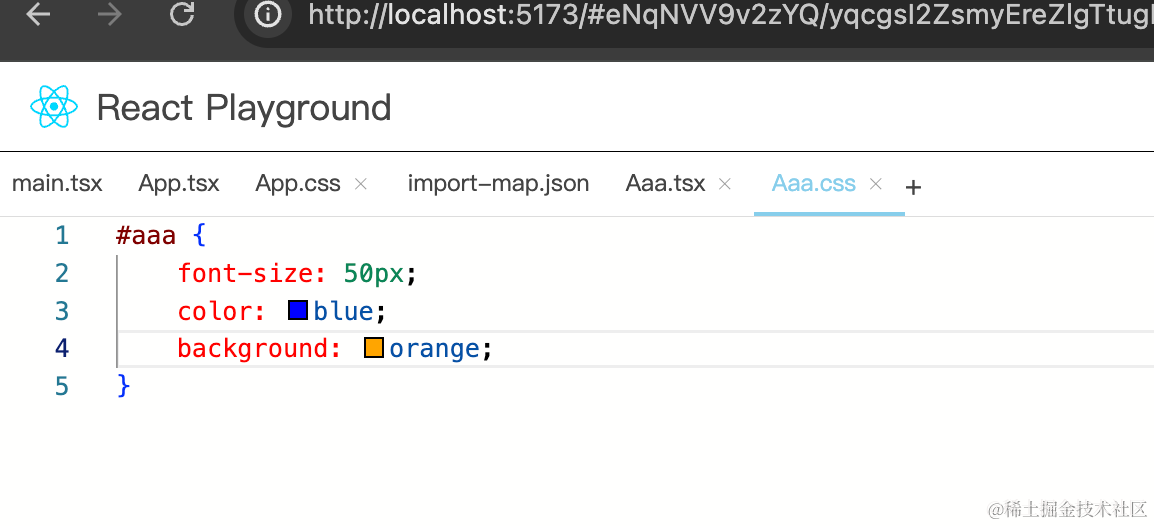 http://localhost:5173/#eNqNVV9v2zYQ/yqcgsI2ZsmyEreZlgTtug
React Playground
main.tsx App.tsx App.css × import-map.json Aaa.tsx × Aaa.css × +
1 #aaa {
2 font-size: 50px;
3 color: blue;
4 background: orange;
5 }
@稀土掘金技术社区